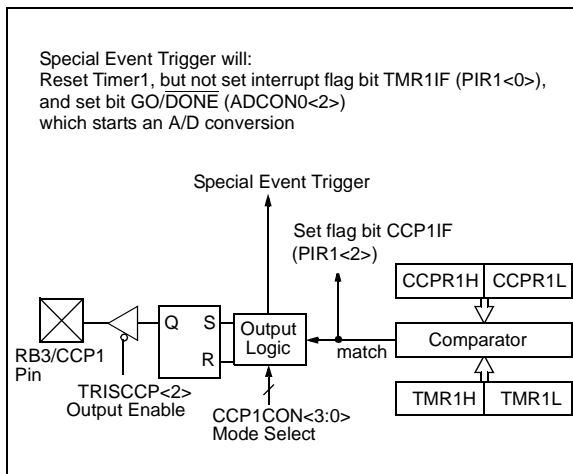 Special Event Trigger will:
Reset Timer1, but not set interrupt flag bit TMR1IF (PIR1<0>),
and set bit GO/DONE (ADCON0<2>)
which starts an A/D conversion
Special Event Trigger
Set flag bit CCP1IF
(PIR1<2>)
CCPR1H CCPR1L
Q S Output
Logic
R
Comparator
match
RB3/CCP1
Pin
TRISCCP<2>
Output Enable
CCP1CON<3:0>
Mode Select
TMR1H TMR1L